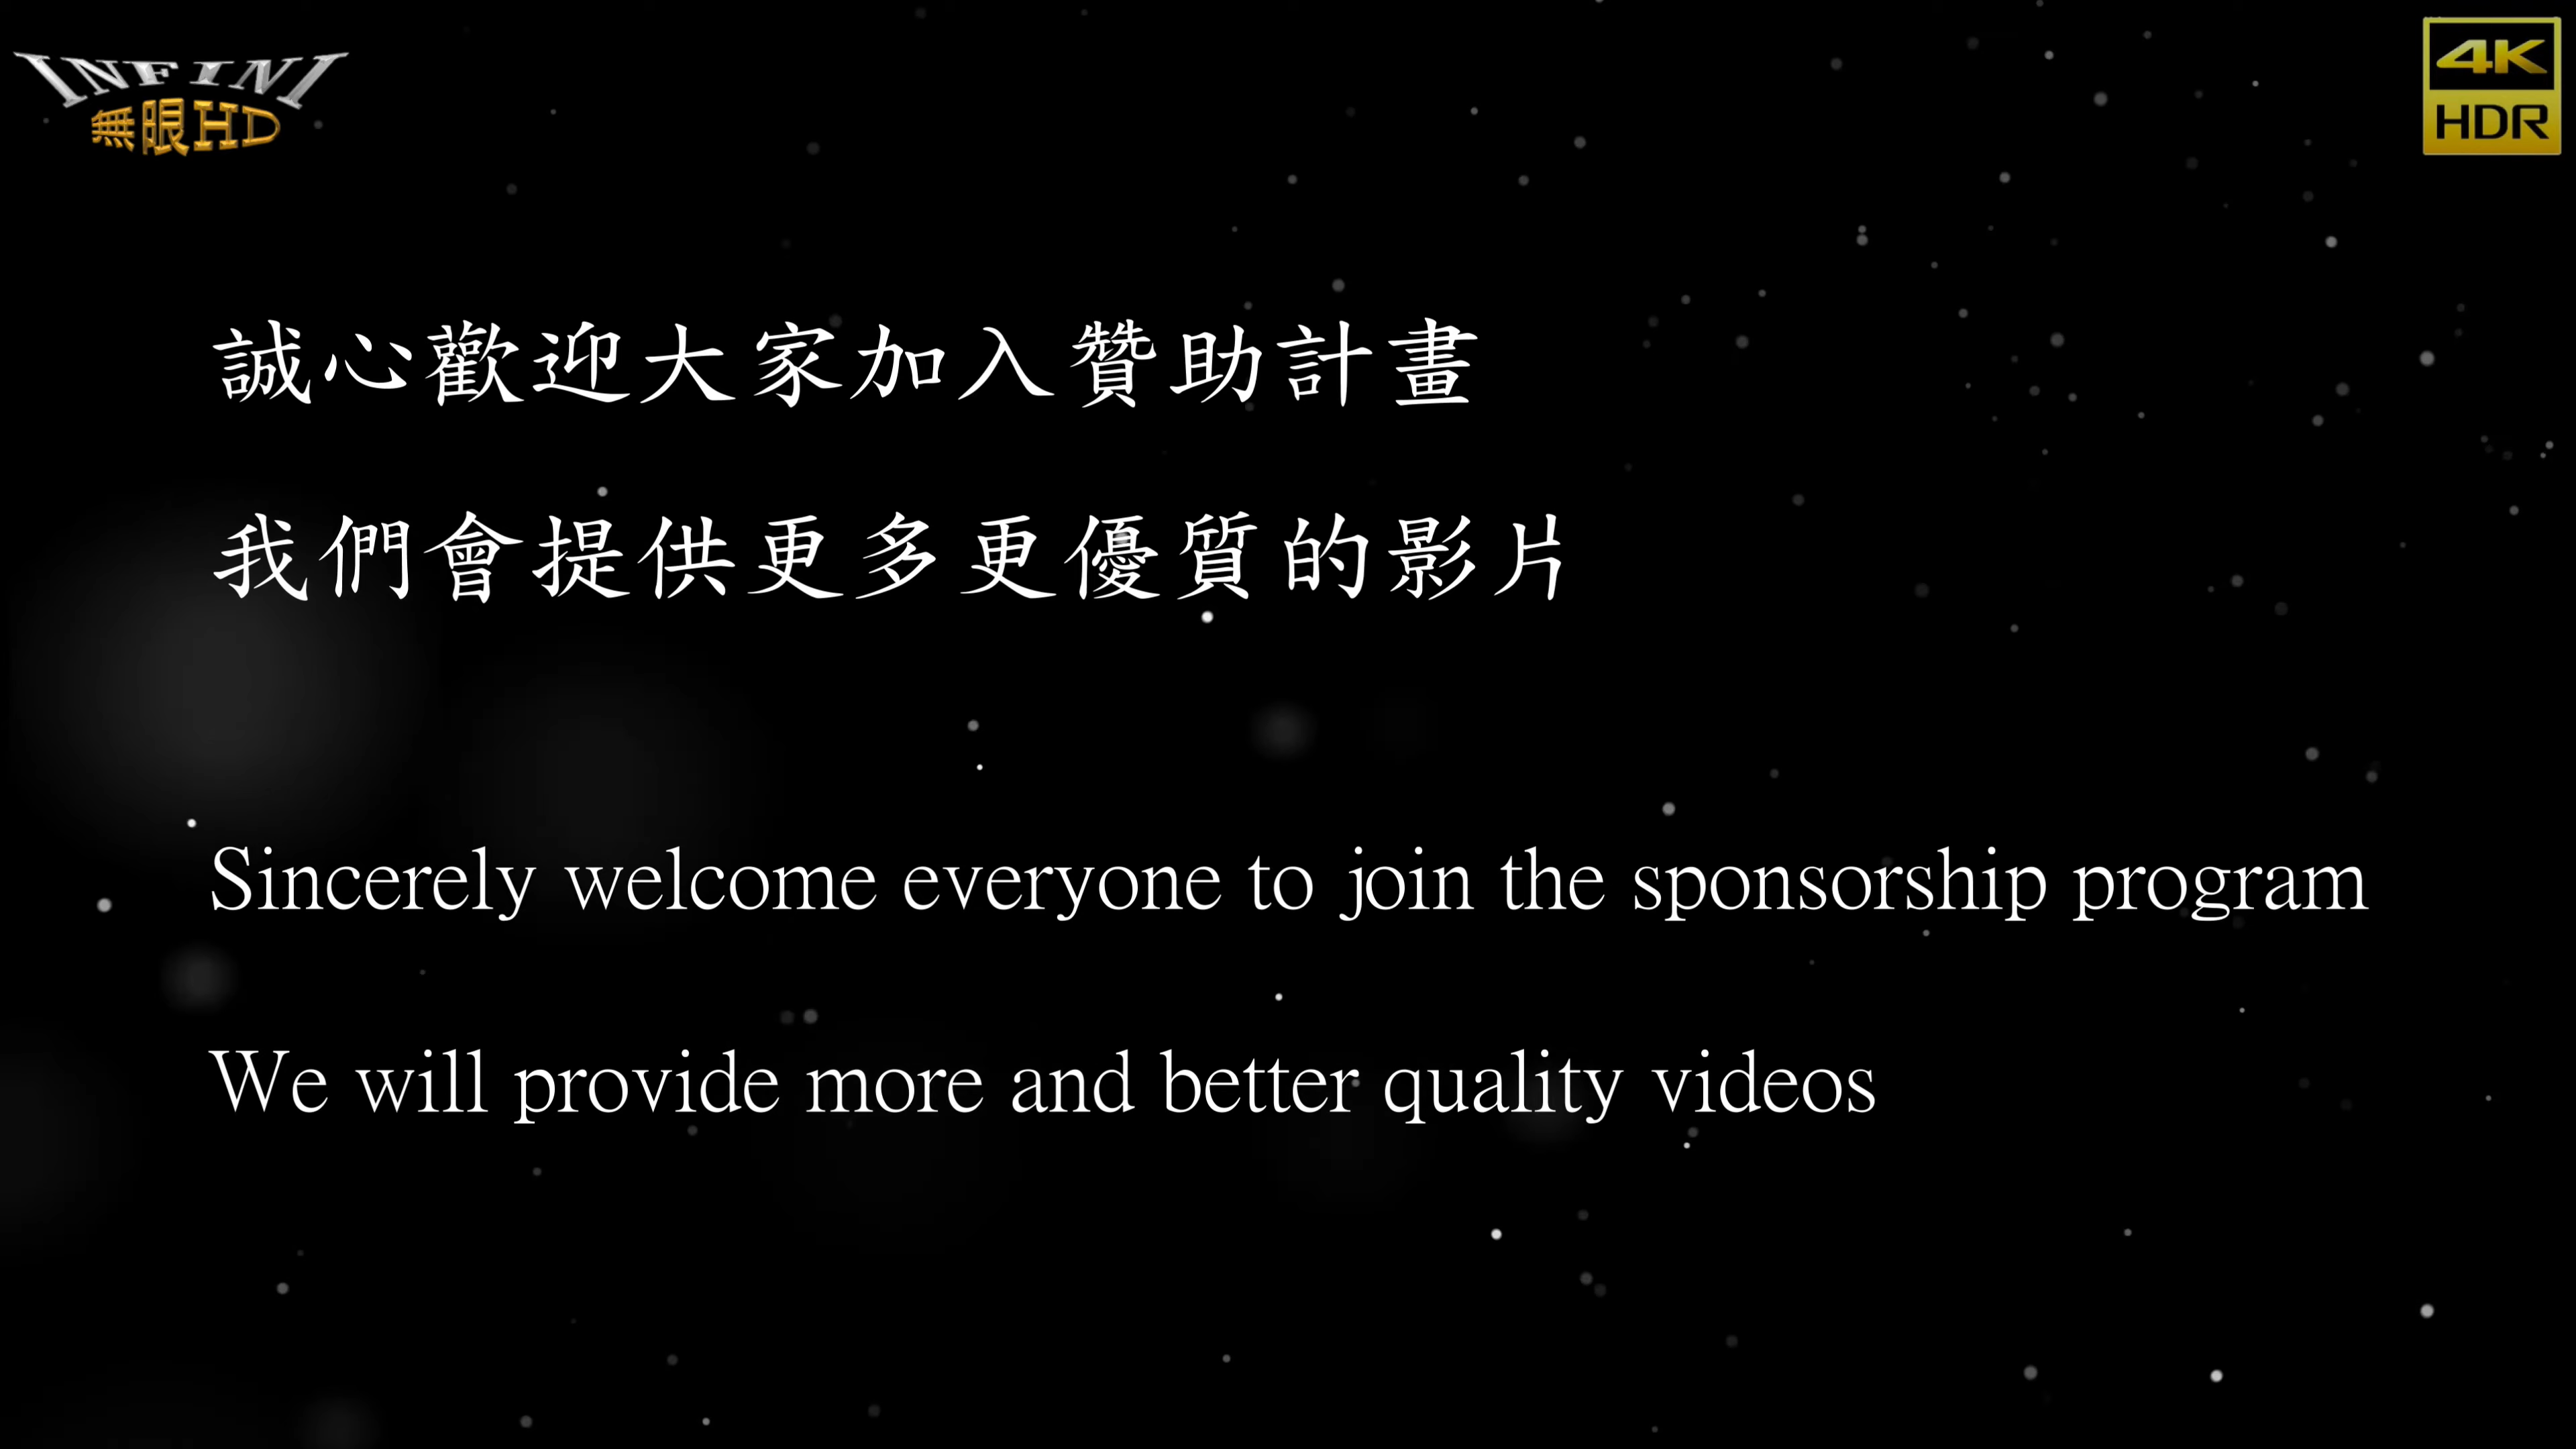 INFINI
無限HD
4K
HDR
誠心歡迎大家加入贊助計畫
我們會提供更多更優質的影片
Sincerely welcome everyone to join the sponsorship program
We will provide more and better quality videos